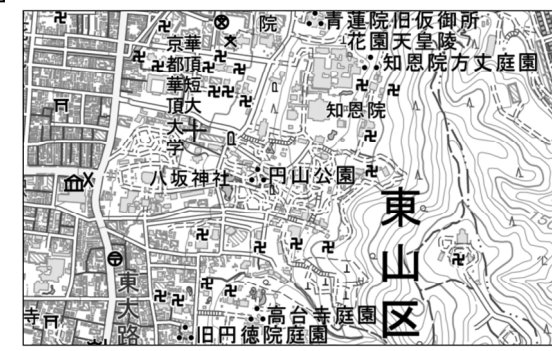 院
青蓮院旧仮御所
花園天皇陵
知恩院方丈庭園
京都華頂大学
華頂短大
知恩院
八坂神社
円山公園
東山区
東大路
寺
高台寺庭園
旧円徳院庭園